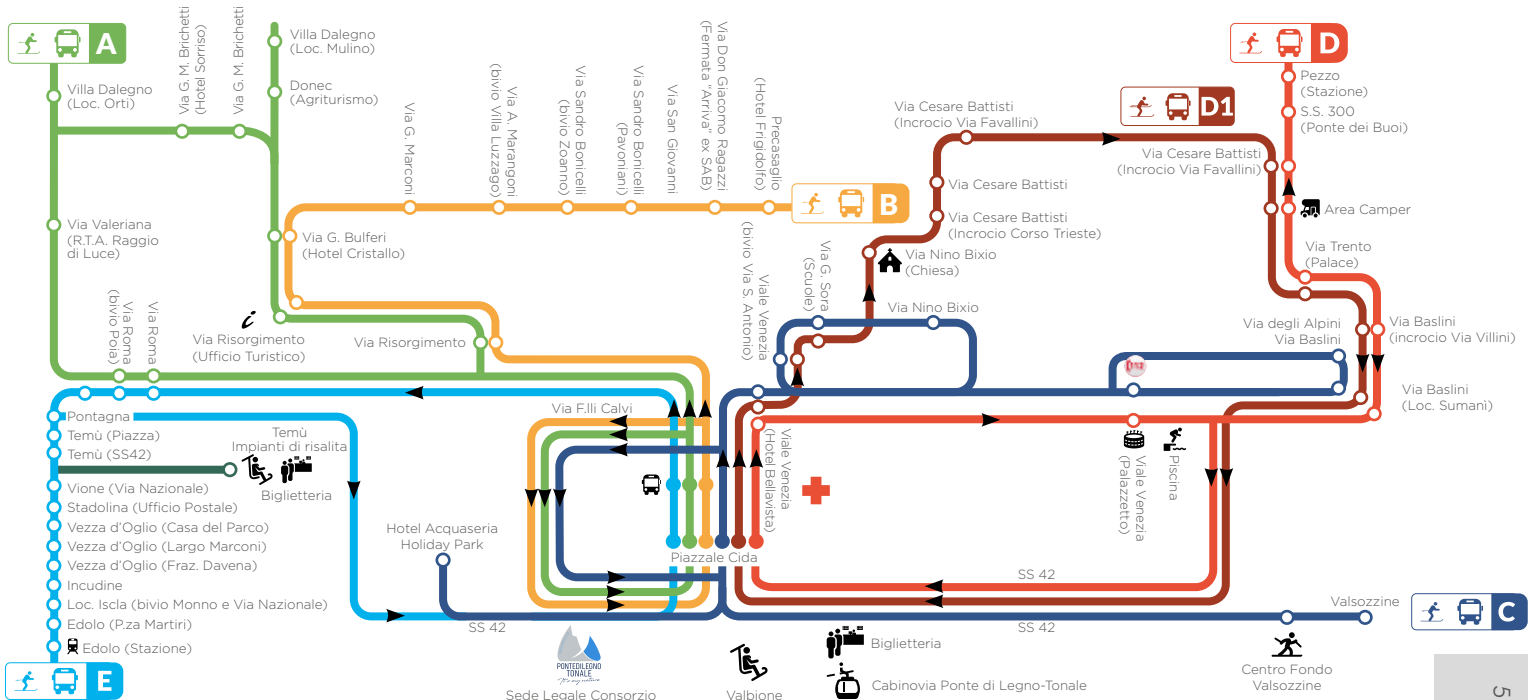 A
Villa Dalegno
(Loc. Orti)
Via G. M. Brichetti
(Hotel Sorriso)
Via G. M. Brichetti
Villa Dalegno
(Loc. Mulino)
Donec
(Agriturismo)
Via Valeriana
(R.T.A. Raggio
di Luce)
Via Roma
(bivio Poia)
Via Roma
i
Via Risorgimento
(Ufficio Turistico)
Via Risorgimento
Via G. Bulferi
(Hotel Cristallo)
Via G. Marconi
Via A. Marangoni
(bivio Villa Luzzago)
Via Sandro Bonicelli
(bivio Zoanno)
Via Sandro Bonicelli
(Pavoniani)
Via San Giovanni
Via Don Giacomo Ragazzi
(Fermata "Arriva" ex SAB)
Precasaglio
(Hotel Frigidolfo)
B
Via Cesare Battisti
(Incrocio Via Favallini)
Via Cesare Battisti
Via Cesare Battisti
(Incrocio Corso Trieste)
Via Nino Bixio
(Chiesa)
D1
Via Cesare Battisti
(Incrocio Via Favallini)
D
Pezzo
(Stazione)
S.S. 300
(Ponte dei Buoi)
Area Camper
Via Trento
(Palace)
Via degli Alpini
Via Baslini
Via Baslini
(incrocio Via Villini)
Via Baslini
(Loc. Sumanì)
Viale Venezia
(bivio Via S. Antonio)
Via G. Sora
(Scuole)
Via Nino Bixio
Viale Venezia
(Hotel Bellavista)
Viale Venezia
(Palazzetto)
Piscina
Via F.lli Calvi
Piazzale Cida
Pontagna
Temù (Piazza)
Temù (SS42)
Temù
Impianti di risalita
Biglietteria
Vione (Via Nazionale)
Stadolina (Ufficio Postale)
Vezza d'Oglio (Casa del Parco)
Vezza d'Oglio (Largo Marconi)
Vezza d'Oglio (Fraz. Davena)
Incudine
Loc. Iscla (bivio Monno e Via Nazionale)
Edolo (P.za Martiri)
Edolo (Stazione)
E
Hotel Acquaseria
Holiday Park
SS 42
SS 42
SS 42
PONTEDILEGNO
TONALE
Sede Legale Consorzio
Valbione
Biglietteria
Cabinovia Ponte di Legno-Tonale
Centro Fondo
Valsozzine
Valsozzine
C
5